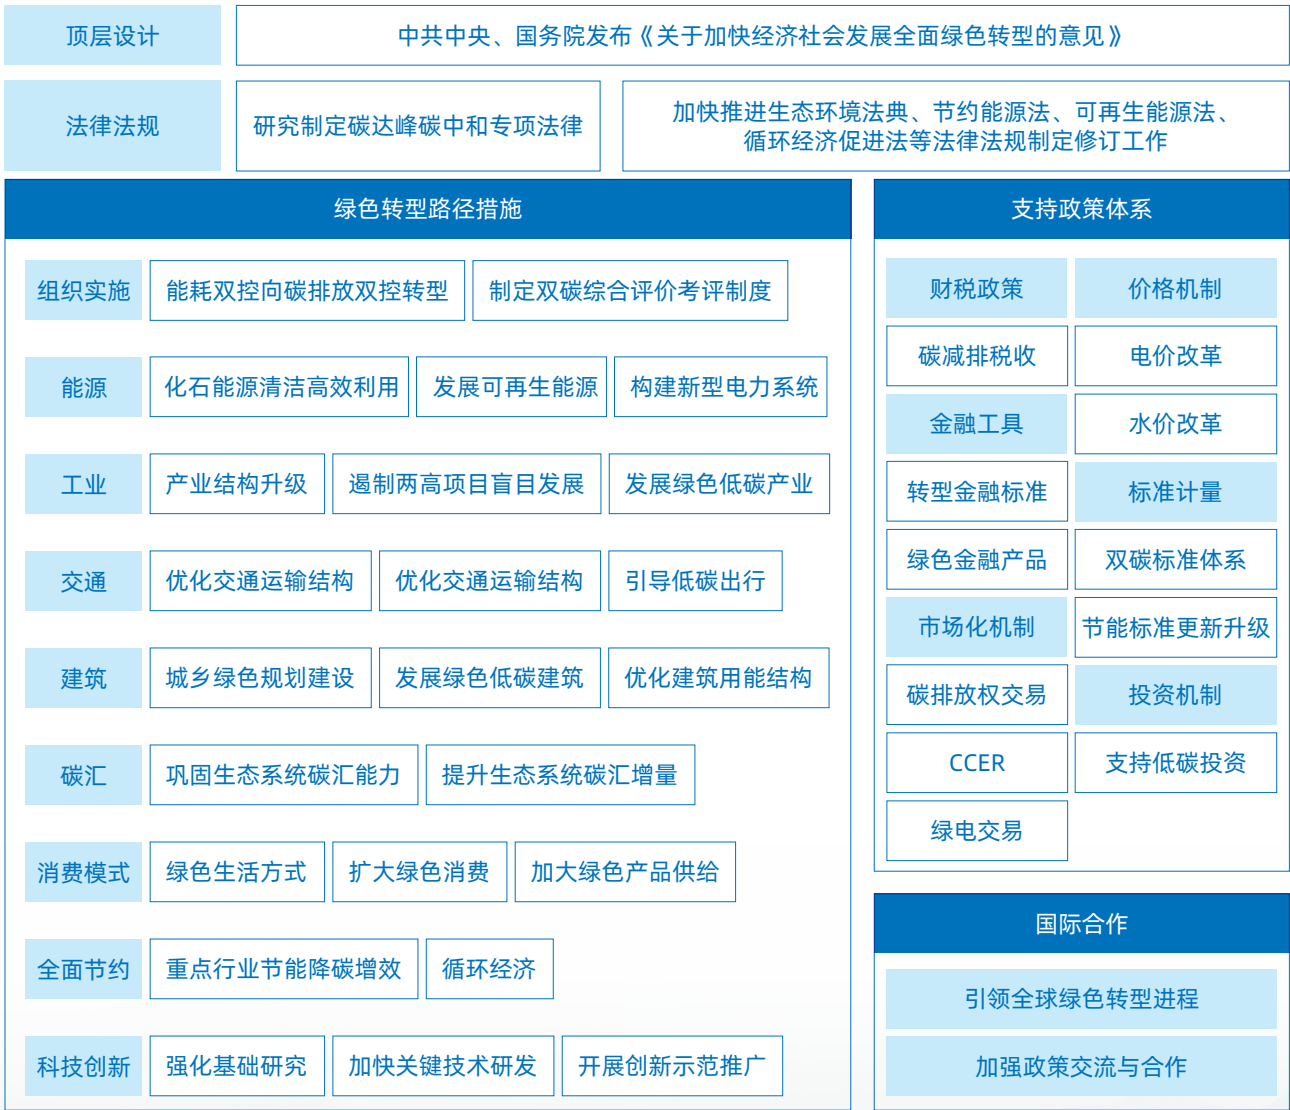 顶层设计
中共中央、国务院发布《关于加快经济社会发展全面绿色转型的意见》
法律法规
研究制定碳达峰碳中和专项法律
加快推进生态环境法典、节约能源法、可再生能源法、
循环经济促进法等法律法规制定修订工作
绿色转型路径措施
组织实施
能耗双控向碳排放双控转型
制定双碳综合评价考评制度
能源
化石能源清洁高效利用
发展可再生能源
构建新型电力系统
工业
产业结构升级
遏制两高项目盲目发展
发展绿色低碳产业
交通
优化交通运输结构
优化交通运输结构
引导低碳出行
建筑
城乡绿色规划建设
发展绿色低碳建筑
优化建筑用能结构
碳汇
巩固生态系统碳汇能力
提升生态系统碳汇增量
消费模式
绿色生活方式
扩大绿色消费
加大绿色产品供给
全面节约
重点行业节能降碳增效
循环经济
科技创新
强化基础研究
加快关键技术研发
开展创新示范推广
支持政策体系
财税政策
价格机制
碳减排税收
电价改革
金融工具
水价改革
转型金融标准
标准计量
绿色金融产品
双碳标准体系
市场化机制
节能标准更新升级
碳排放权交易
投资机制
CCER
支持低碳投资
绿电交易
国际合作
引领全球绿色转型进程
加强政策交流与合作